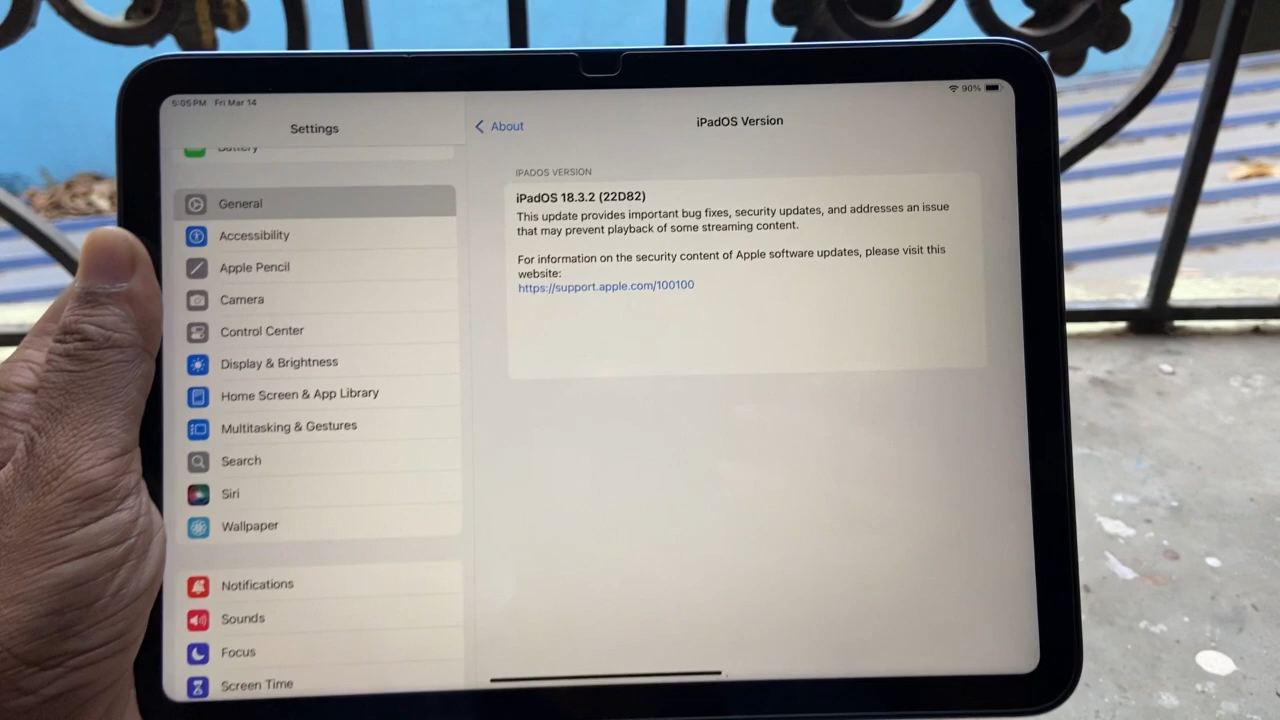 5:05 PM Fri Mar 14
90%
Settings
About
iPadOS Version
Battery
General
Accessibility
Apple Pencil
Camera
Control Center
Display & Brightness
Home Screen & App Library
Multitasking & Gestures
Search
Siri
Wallpaper
Notifications
Sounds
Focus
Screen Time
IPADOS VERSION
iPadOS 18.3.2 (22D82)
This update provides important bug fixes, security updates, and addresses an issue
that may prevent playback of some streaming content.
For information on the security content of Apple software updates, please visit this
website:
https://support.apple.com/100100